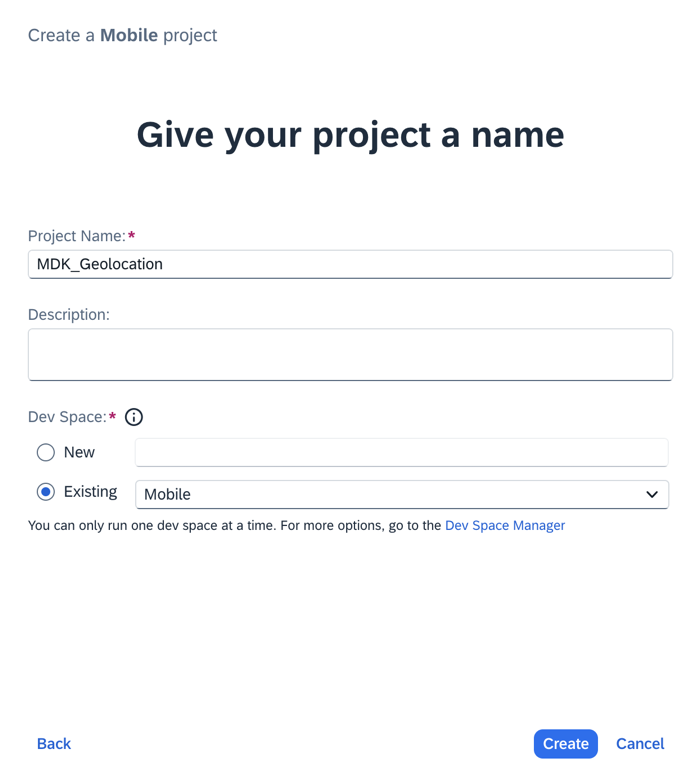 Create a Mobile project
Give your project a name
Project Name:*
MDK_Geolocation
Description:
Dev Space:*
New
Existing
Mobile
You can only run one dev space at a time. For more options, go to the Dev Space Manager
Back
Create
Cancel